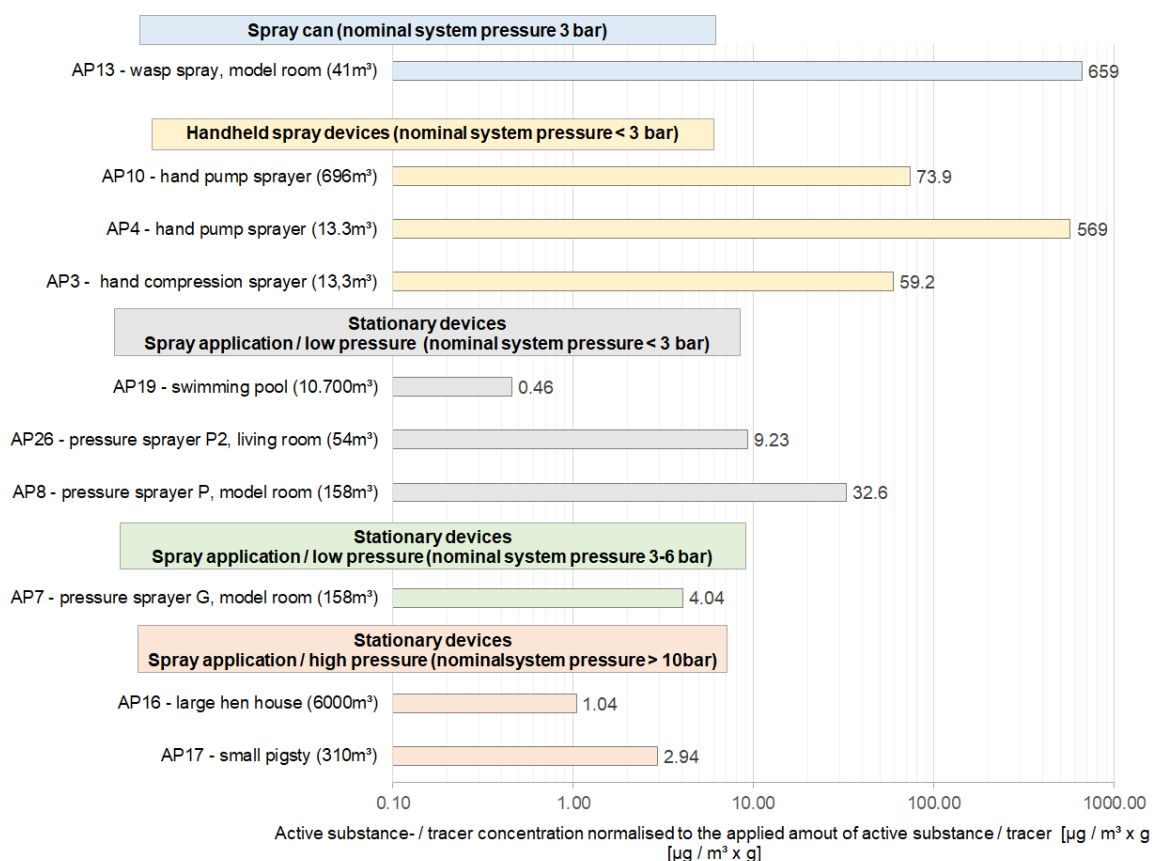 Spray can (nominal system pressure 3 bar)
AP13 - wasp spray, model room (41m³)
659
Handheld spray devices (nominal system pressure < 3 bar)
AP10 - hand pump sprayer (696m³)
73.9
AP4 - hand pump sprayer (13.3m³)
569
AP3 -  hand compression sprayer (13,3m³)
59.2
Stationary devices
Spray application / low pressure  (nominal system pressure < 3 bar)
AP19 - swimming pool (10.700m³)
0.46
AP26 - pressure sprayer P2, living room (54m³)
9.23
AP8 - pressure sprayer P, model room (158m³)
32.6
Stationary devices
Spray application / low pressure (nominal system pressure 3-6 bar)
AP7 - pressure sprayer G, model room (158m³)
4.04
Stationary devices
Spray application / high pressure (nominalsystem pressure > 10bar)
AP16 - large hen house (6000m³)
1.04
AP17 - small pigsty (310m³)
2.94
0.10 1.00 10.00 100.00 1000.00
Active substance- / tracer concentration normalised to the applied amout of active substance / tracer  [µg / m³ x g
[µg / m³ x g]